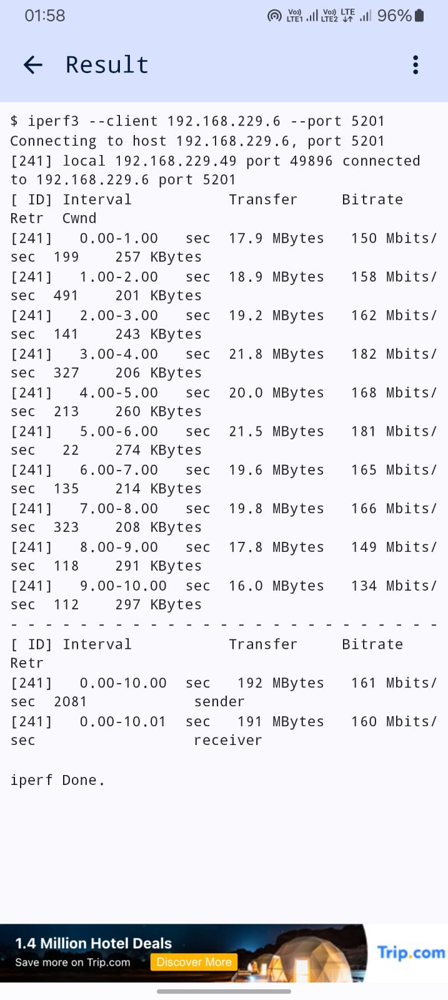 01:58
Vo)) LTE1 Vo)) LTE2 LTE 96%
Result
$ iperf3 --client 192.168.229.6 --port 5201
Connecting to host 192.168.229.6, port 5201
[241] local 192.168.229.49 port 49896 connected
to 192.168.229.6 port 5201
[ ID] Interval           Transfer     Bitrate
Retr  Cwnd
[241]   0.00-1.00   sec  17.9 MBytes   150 Mbits/
sec  199    257 KBytes
[241]   1.00-2.00   sec  18.9 MBytes   158 Mbits/
sec  491    201 KBytes
[241]   2.00-3.00   sec  19.2 MBytes   162 Mbits/
sec  141    243 KBytes
[241]   3.00-4.00   sec  21.8 MBytes   182 Mbits/
sec  327    206 KBytes
[241]   4.00-5.00   sec  20.0 MBytes   168 Mbits/
sec  213    260 KBytes
[241]   5.00-6.00   sec  21.5 MBytes   181 Mbits/
sec   22    274 KBytes
[241]   6.00-7.00   sec  19.6 MBytes   165 Mbits/
sec  135    214 KBytes
[241]   7.00-8.00   sec  19.8 MBytes   166 Mbits/
sec  323    208 KBytes
[241]   8.00-9.00   sec  17.8 MBytes   149 Mbits/
sec  118    291 KBytes
[241]   9.00-10.00  sec  16.0 MBytes   134 Mbits/
sec  112    297 KBytes
- - - - - - - - - - - - - - - - - - - - - - - - -
[ ID] Interval           Transfer     Bitrate
Retr
[241]   0.00-10.00  sec   192 MBytes   161 Mbits/
sec  2081             sender
[241]   0.00-10.01  sec   191 MBytes   160 Mbits/
sec                  receiver
iperf Done.
1.4 Million Hotel Deals
Save more on Trip.com
Discover More
Trip.com